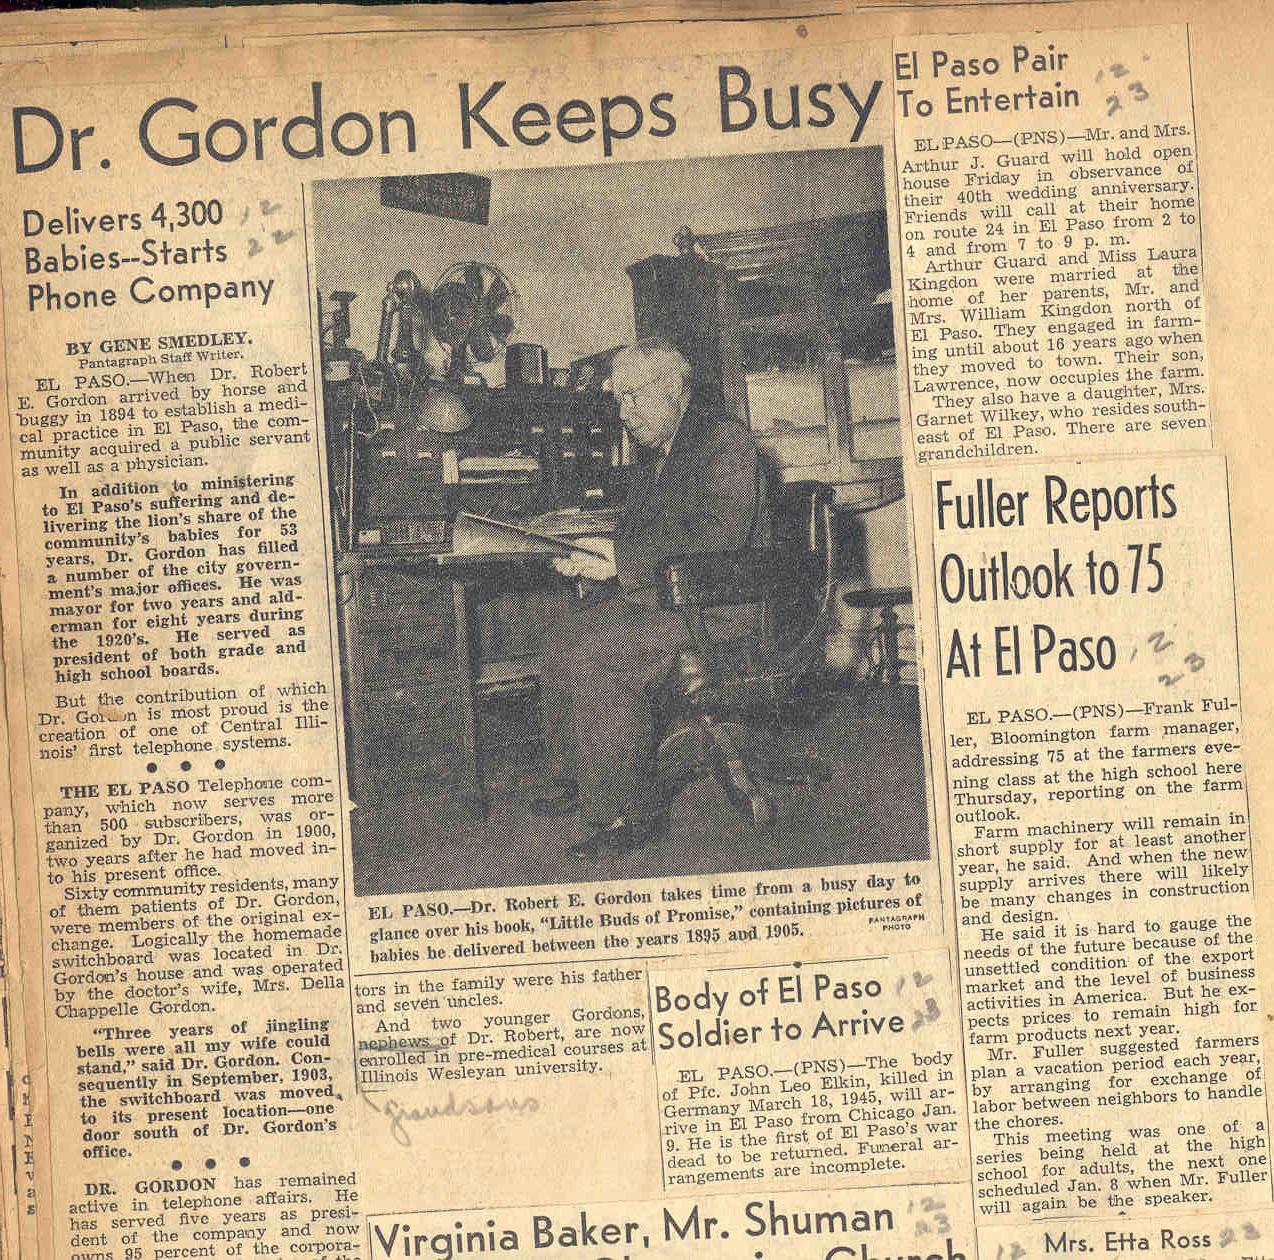 Dr. Gordon Keeps Busy
Delivers 4,300
Babies--Starts
Phone Company
12
22
BY GENE SMEDLEY.
Pantagraph Staff Writer.
EL PASO.—When Dr. Robert
E. Gordon arrived by horse and
buggy in 1894 to establish a medi-
cal practice in El Paso, the com-
munity acquired a public servant
as well as a physician.
In addition to ministering
to El Paso's suffering and de-
livering the lion's share of the
community's babies for 53
years, Dr. Gordon has filled
a number of the city govern-
ment's major offices. He was
mayor for two years and ald-
erman for eight years during
the 1920's. He served as
president of both grade and
high school boards.
But the contribution of which
Dr. Gordon is most proud is the
creation of one of Central Illi-
nois' first telephone systems.
THE EL PASO Telephone com-
pany, which now serves more
than 500 subscribers, was or-
ganized by Dr. Gordon in 1900,
two years after he had moved in-
to his present office.
Sixty community residents, many
of them patients of Dr. Gordon,
were members of the original ex-
change. Logically the homemade
switchboard was located in Dr.
Gordon's house and was operated
by the doctor's wife, Mrs. Della
Chappelle Gordon.
"Three years of jingling
bells were all my wife could
stand," said Dr. Gordon. Con-
sequently in September, 1903,
the switchboard was moved
to its present location—one
door south of Dr. Gordon's
office.
DR. GORDON has remained
active in telephone affairs. He
has served five years as presi-
dent of the company and now
owns 95 percent of the corpora-
EL PASO.—Dr. Robert E. Gordon takes time from a busy day to
glance over his book, "Little Buds of Promise," containing pictures of
babies he delivered between the years 1895 and 1905.
PANTAGRAPH
PHOTO
tors in the family were his father
and seven uncles.
And two younger Gordons,
nephews of Dr. Robert, are now
enrolled in pre-medical courses at
Illinois Wesleyan university.
grandsons
Body of El Paso
Soldier to Arrive
12
23
EL PASO.—(PNS)—The body
of Pfc. John Leo Elkin, killed in
Germany March 18, 1945, will ar-
rive in El Paso from Chicago Jan.
9. He is the first of El Paso's war
dead to be returned. Funeral ar-
rangements are incomplete.
Virginia Baker, Mr. Shuman
12
23
Church
El Paso Pair
To Entertain
12
23
EL PASO—(PNS)—Mr. and Mrs.
Arthur J. Guard will hold open
house Friday in observance of
their 40th wedding anniversary.
Friends will call at their home
on route 24 in El Paso from 2 to
4 and from 7 to 9 p. m.
Arthur Guard and Miss Laura
Kingdon were married at the
home of her parents, Mr. and
Mrs. William Kingdon north of
El Paso. They engaged in farm-
ing until about 16 years ago when
they moved to town. Their son,
Lawrence, now occupies the farm.
They also have a daughter, Mrs.
Garnet Wilkey, who resides south-
east of El Paso. There are seven
grandchildren.
Fuller Reports
Outlook to 75
At El Paso
12
23
EL PASO.—(PNS)—Frank Ful-
ler, Bloomington farm manager,
addressing 75 at the farmers eve-
ning class at the high school here
Thursday, reporting on the farm
outlook.
Farm machinery will remain in
short supply for at least another
year, he said. And when the new
supply arrives there will likely
be many changes in construction
and design.
He said it is hard to gauge the
needs of the future because of the
unsettled condition of the export
market and the level of business
activities in America. But he ex-
pects prices to remain high for
farm products next year.
Mr. Fuller suggested farmers
plan a vacation period each year,
by arranging for exchange of
labor between neighbors to handle
the chores.
This meeting was one of a
series being held at the high
school for adults, the next one
scheduled Jan. 8 when Mr. Fuller
will again be the speaker.
12
Mrs. Etta Ross
23